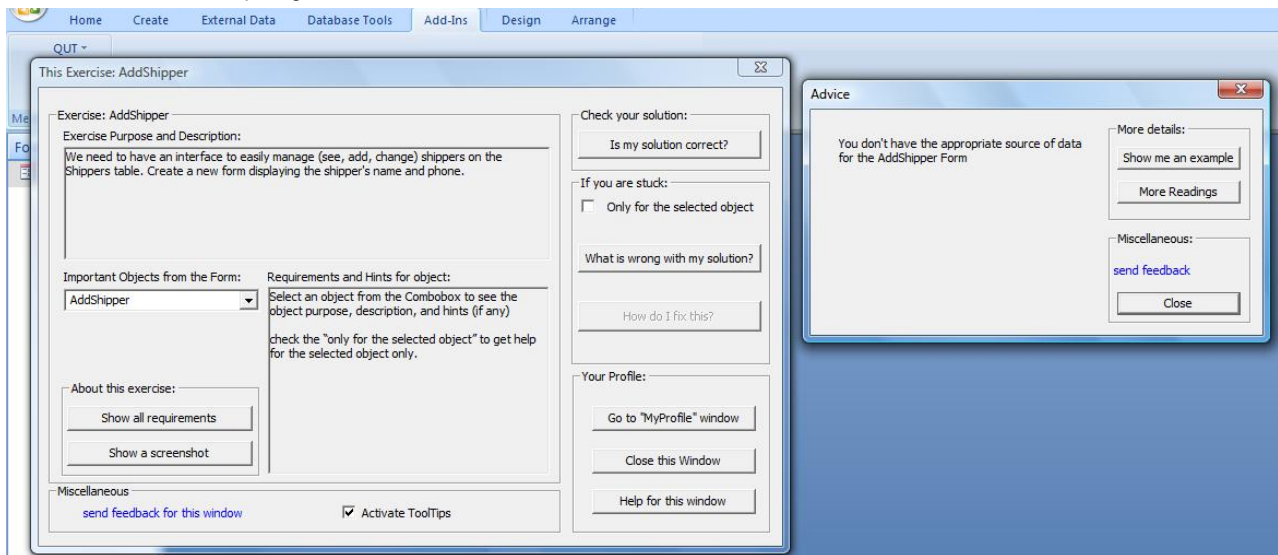 Home Create External Data Database Tools Add-Ins Design Arrange
QUT
This Exercise: AddShipper
Me
Fo
Exercise: AddShipper
Exercise Purpose and Description:
We need to have an interface to easily manage (see, add, change) shippers on the
Shippers table. Create a new form displaying the shipper's name and phone.
Important Objects from the Form:
AddShipper
Requirements and Hints for object:
Select an object from the Combobox to see the
object purpose, description, and hints (if any)
check the "only for the selected object" to get help
for the selected object only.
About this exercise:
Show all requirements
Show a screenshot
Miscellaneous
send feedback for this window
Activate ToolTips
Check your solution:
Is my solution correct?
If you are stuck:
Only for the selected object
What is wrong with my solution?
How do I fix this?
Your Profile:
Go to "MyProfile" window
Close this Window
Help for this window
Advice
You don't have the appropriate source of data
for the AddShipper Form
More details:
Show me an example
More Readings
Miscellaneous:
send feedback
Close